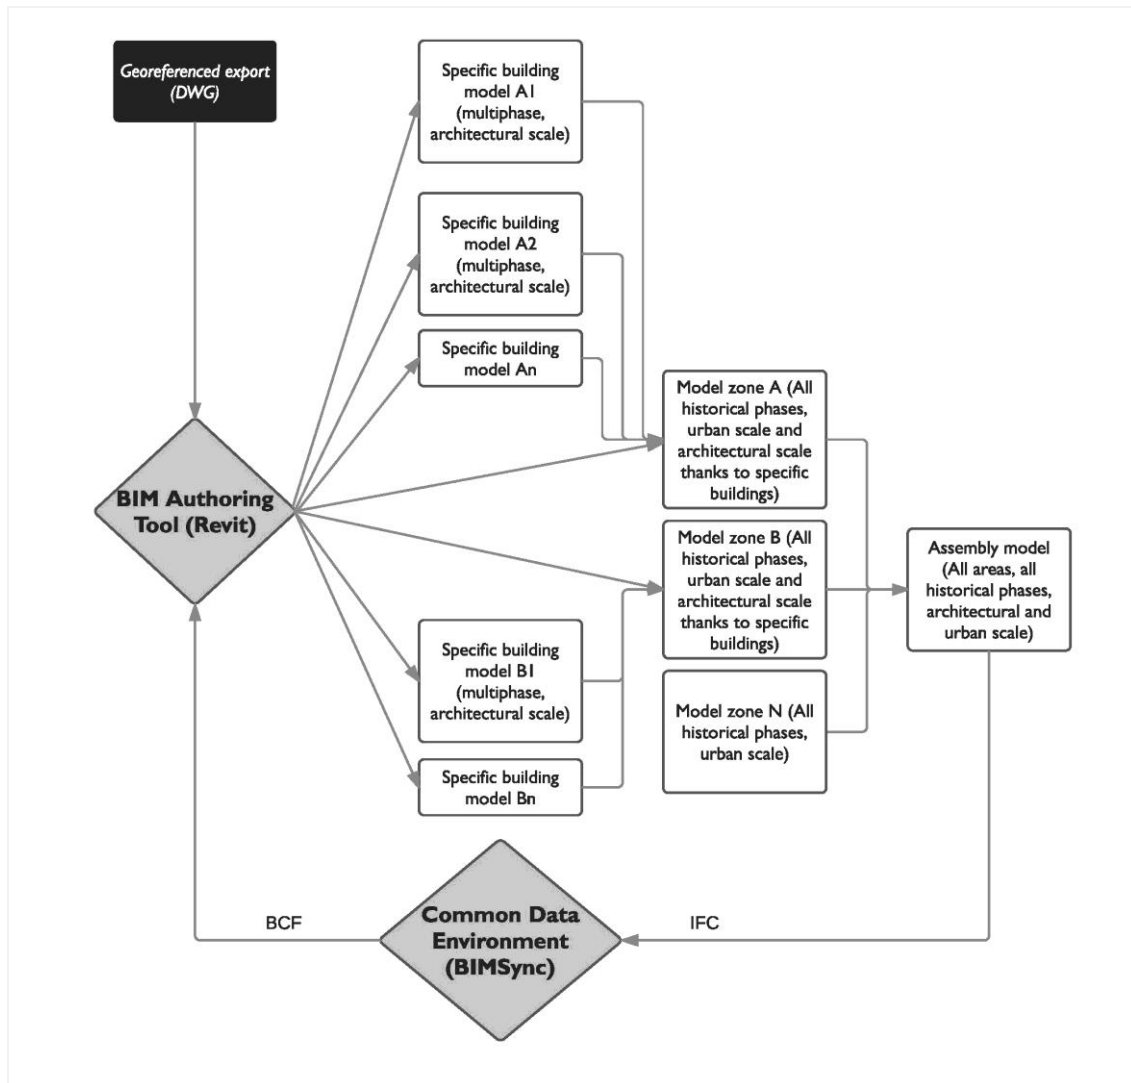 Georeferenced export
(DWG)
Specific building
model A1
(multiphase,
architectural scale)
Specific building
model A2
(multiphase,
architectural scale)
Specific building
model An
Model zone A (All
historical phases,
urban scale and
architectural scale
thanks to specific
buildings)
BIM Authoring
Tool (Revit)
Model zone B (All
historical phases,
urban scale and
architectural scale
thanks to specific
buildings)
Assembly model
(All areas, all
historical phases,
architectural and
urban scale)
Specific building
model B1
(multiphase,
architectural scale)
Model zone N (All
historical phases,
urban scale)
Specific building
model Bn
Common Data
Environment
(BIMSync)
BCF
IFC